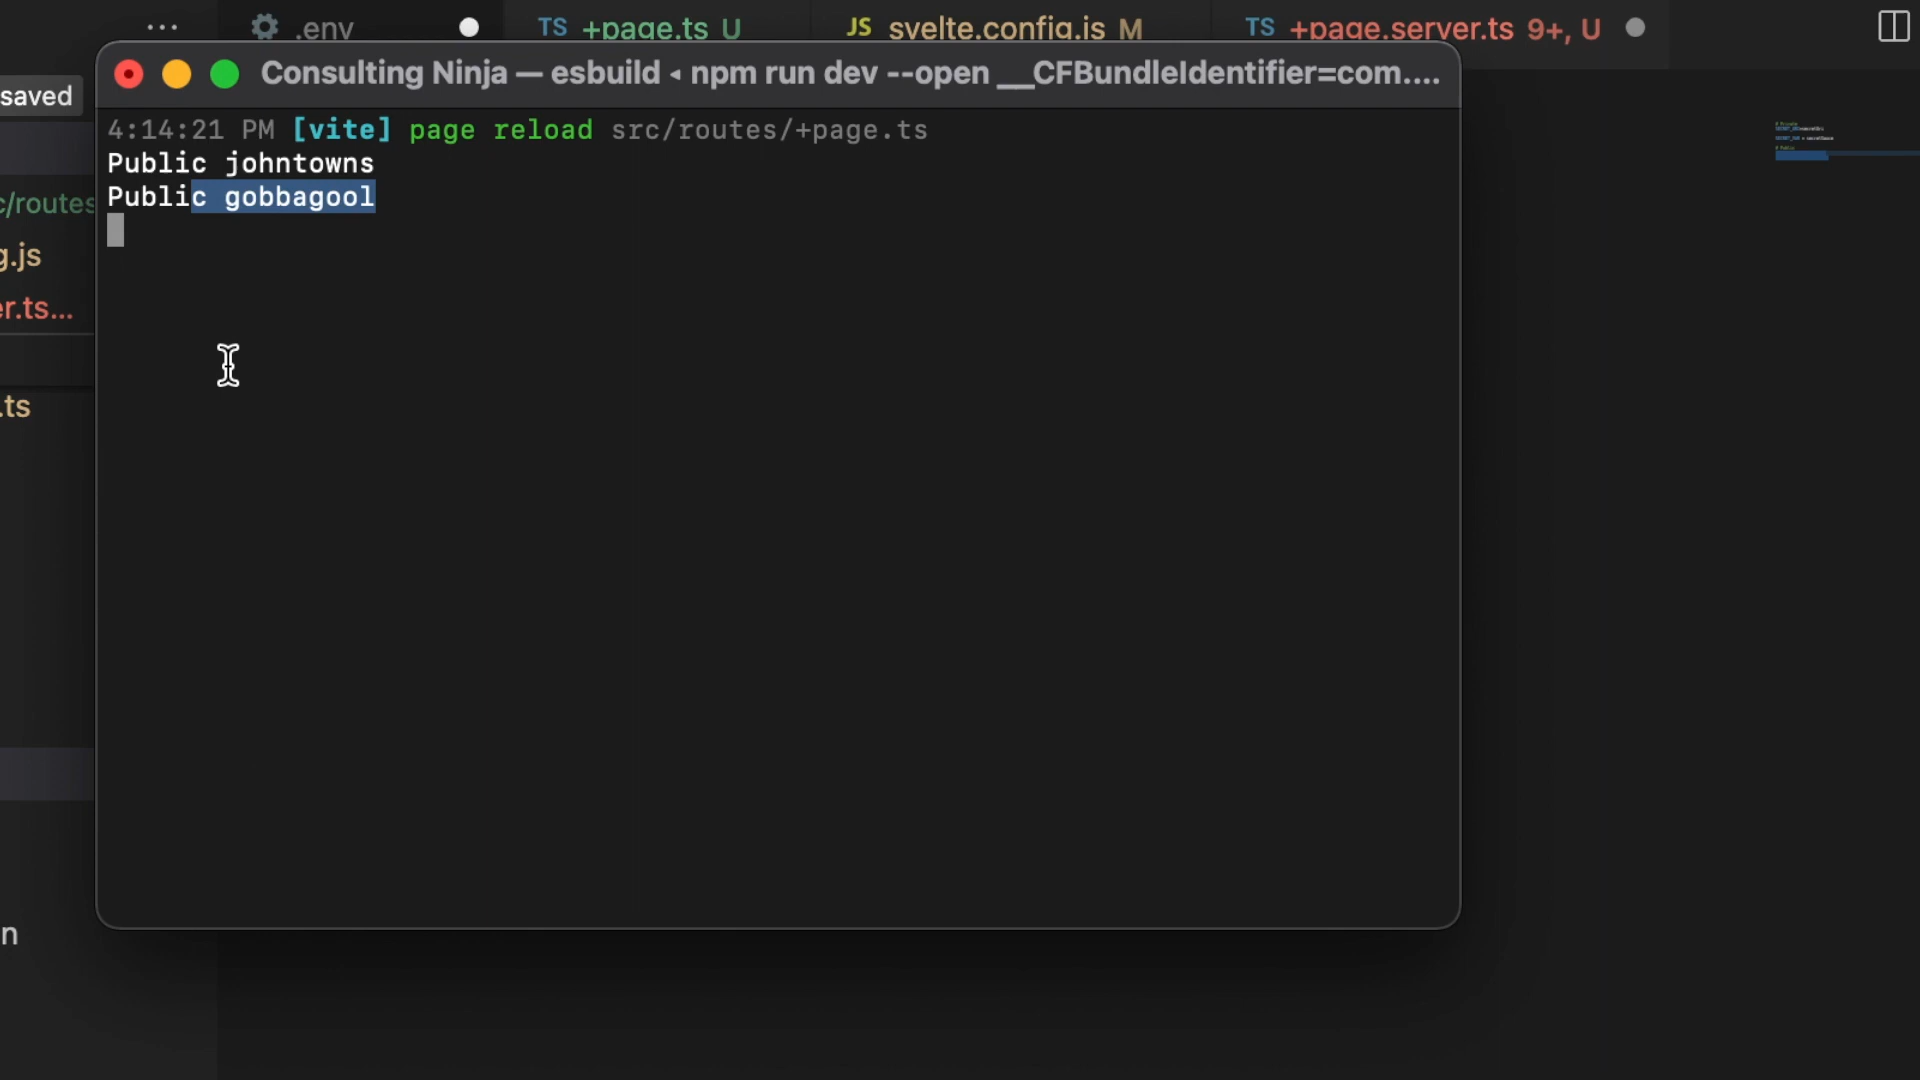 .env
TS +page.ts U
JS svelte.config.js M
TS +page.server.ts 9+, U
saved
Consulting Ninja — esbuild ◂ npm run dev --open __CFBundleIdentifier=com....
4:14:21 PM [vite] page reload src/routes/+page.ts
Public johntowns
Public gobbagool
c/routes
g.js
er.ts...
.ts
n